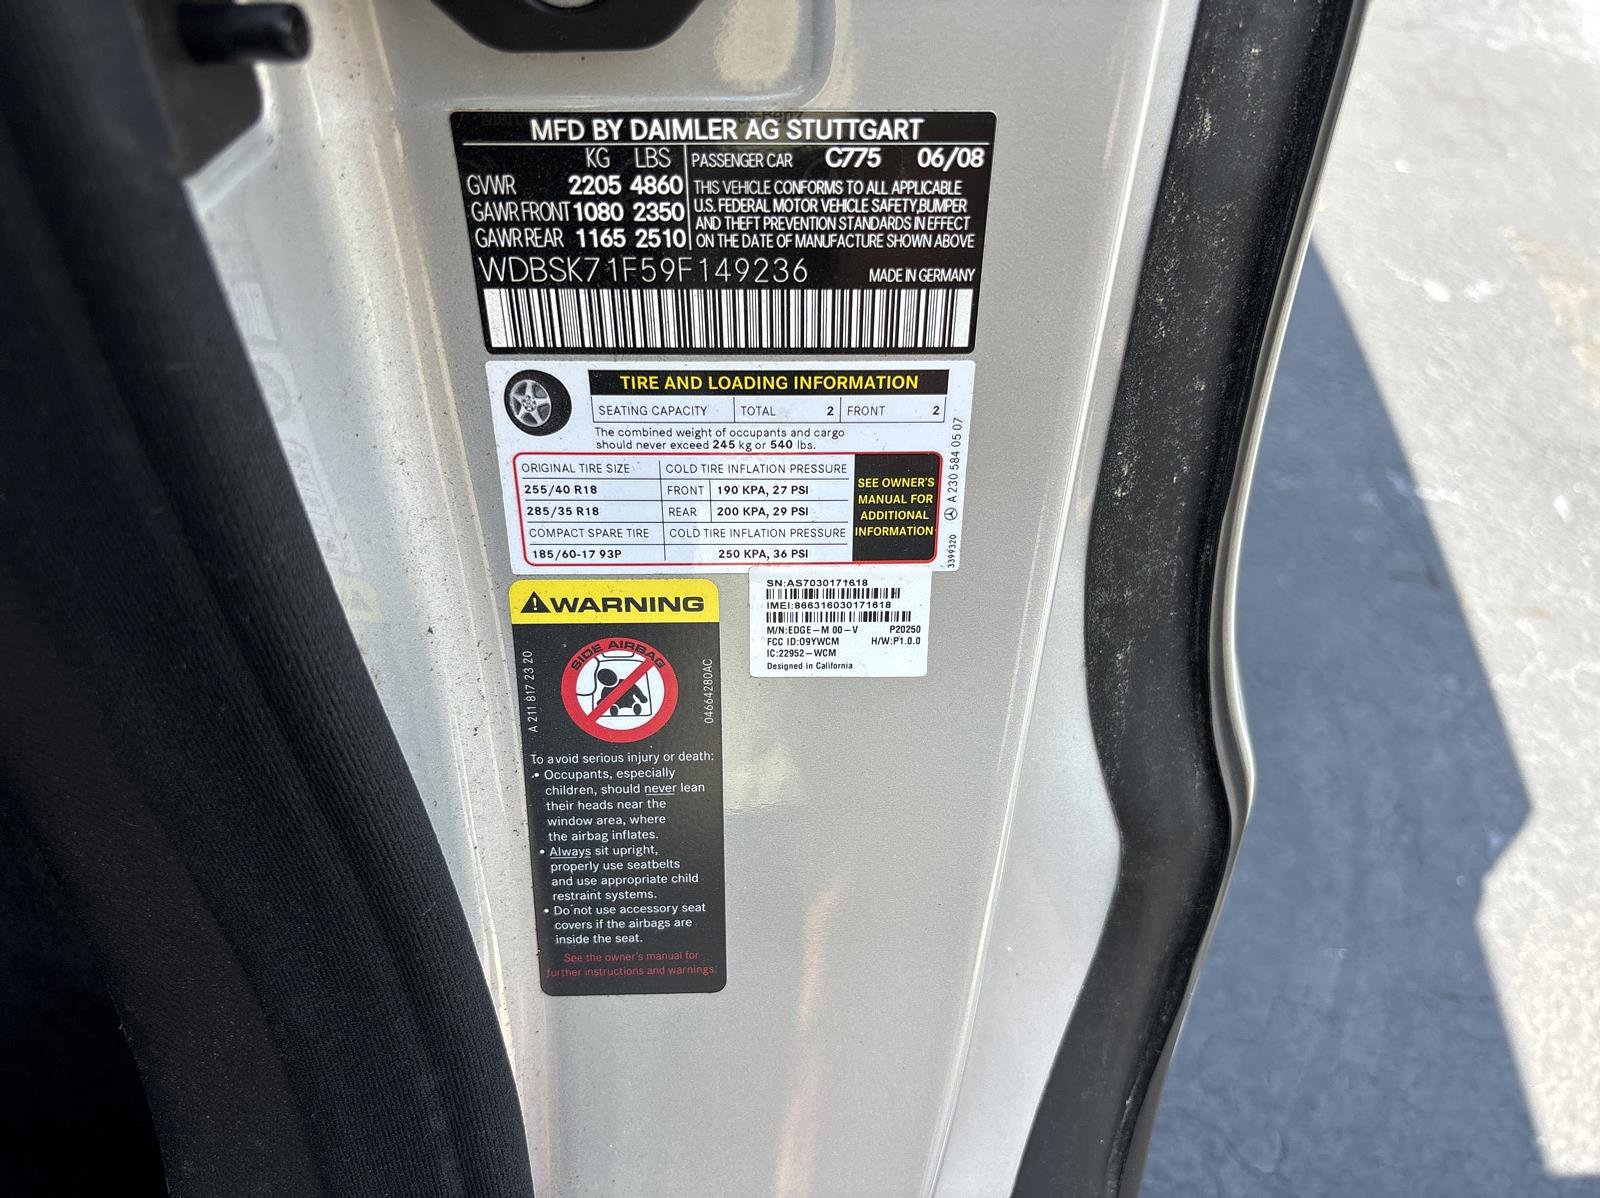 MFD BY DAIMLER AG STUTTGART
KG LBS PASSENGER CAR C775 06/08
GVWR 2205 4860
GAWR FRONT 1080 2350
GAWR REAR 1165 2510
THIS VEHICLE CONFORMS TO ALL APPLICABLE
U.S. FEDERAL MOTOR VEHICLE SAFETY, BUMPER
AND THEFT PREVENTION STANDARDS IN EFFECT
ON THE DATE OF MANUFACTURE SHOWN ABOVE
WDBSK71F59F149236 MADE IN GERMANY
TIRE AND LOADING INFORMATION
SEATING CAPACITY TOTAL 2 FRONT 2
The combined weight of occupants and cargo
should never exceed 245 kg or 540 lbs.
ORIGINAL TIRE SIZE COLD TIRE INFLATION PRESSURE
255/40 R18 FRONT 190 KPA, 27 PSI
285/35 R18 REAR 200 KPA, 29 PSI
COMPACT SPARE TIRE COLD TIRE INFLATION PRESSURE
185/60-17 93P 250 KPA, 36 PSI
SEE OWNER'S
MANUAL FOR
ADDITIONAL
INFORMATION
3399320 A 230 584 05 07
SN:AS7030171618
IMEI:866316030171618
M/N:EDGE-M 00-V P20250
FCC ID:09YWCM H/W:P1.0.0
IC:22952-WCM
Designed in California
WARNING
SIDE AIRBAG
A 211 817 23 20
04664280AC
To avoid serious injury or death:
• Occupants, especially
children, should never lean
their heads near the
window area, where
the airbag inflates.
• Always sit upright,
properly use seatbelts
and use appropriate child
restraint systems.
• Do not use accessory seat
covers if the airbags are
inside the seat.
See the owner's manual for
further instructions and warnings.